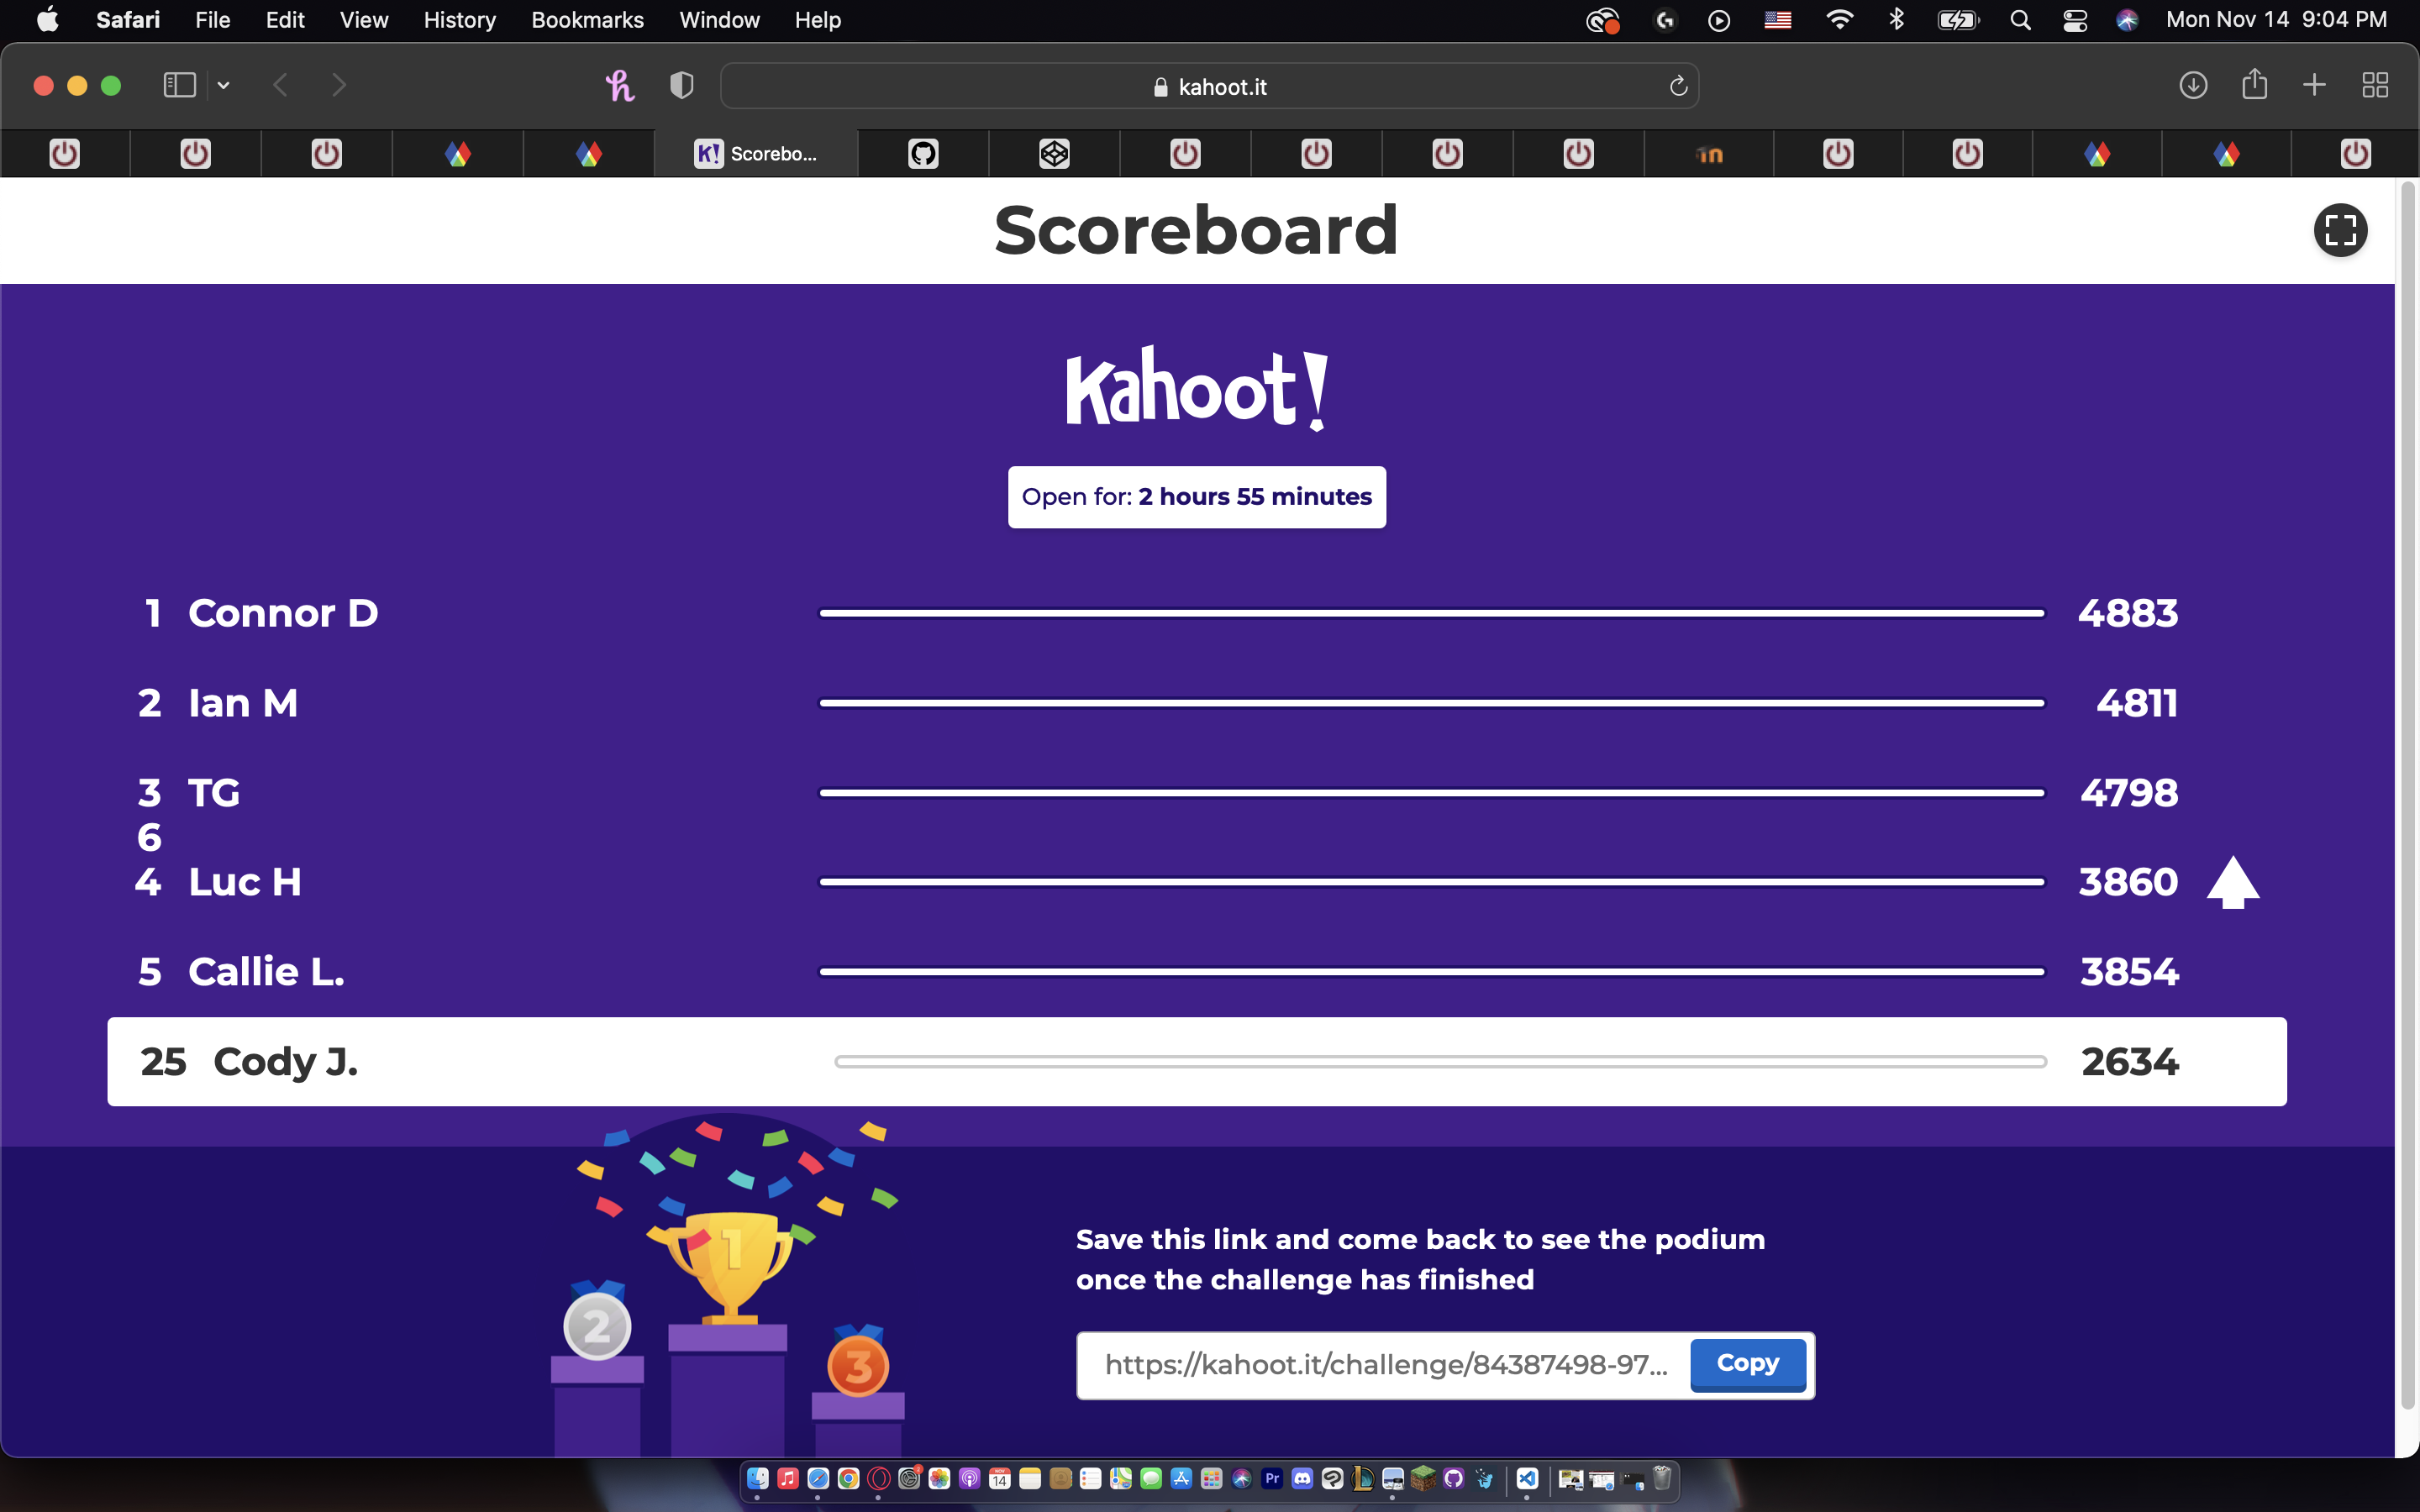 Safari File Edit View History Bookmarks Window Help Mon Nov 14 9:04 PM
kahoot.it
K! Scorebo...
Scoreboard
Kahoot!
Open for: 2 hours 55 minutes
1 Connor D 4883
2 Ian M 4811
3 TG 4798
6
4 Luc H 3860
5 Callie L. 3854
25 Cody J. 2634
1
2
3
Save this link and come back to see the podium
once the challenge has finished
https://kahoot.it/challenge/84387498-97... Copy
NOV
14
Pr